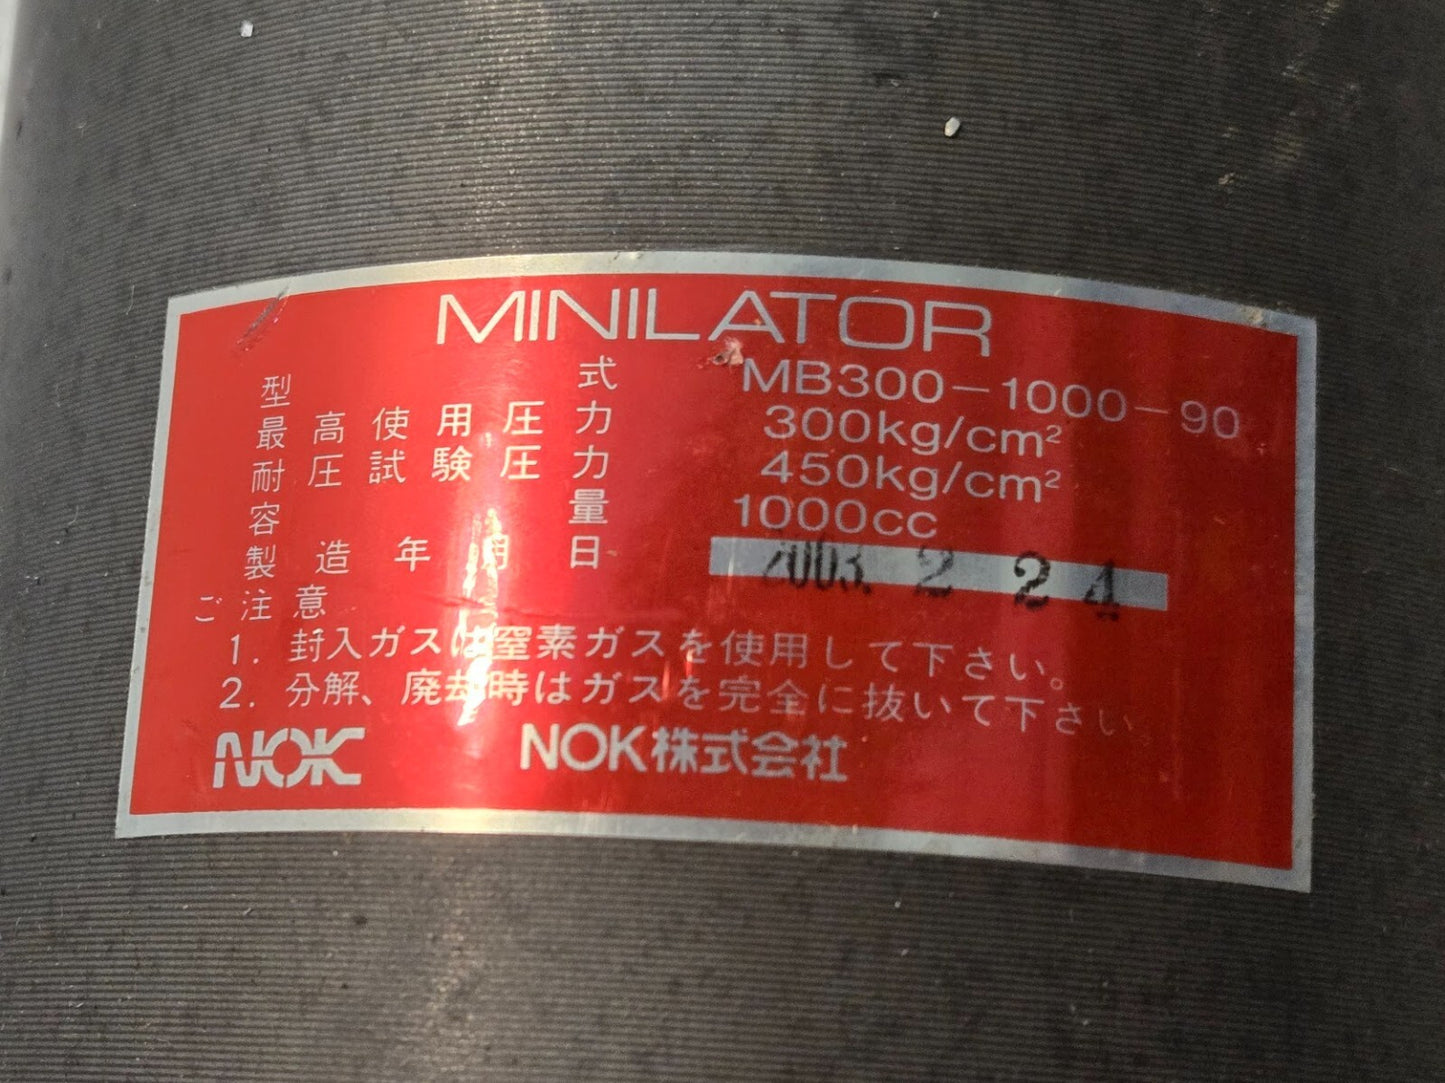 MINILATOR
型式 MB300-1000-90
最高使用圧力 300kg/cm²
耐圧試験圧力 450kg/cm²
容量 1000cc
製造年月日 2003. 2 24
ご注意
1. 封入ガスは窒素ガスを使用して下さい。
2. 分解、廃却時はガスを完全に抜いて下さい
NOK NOK株式会社